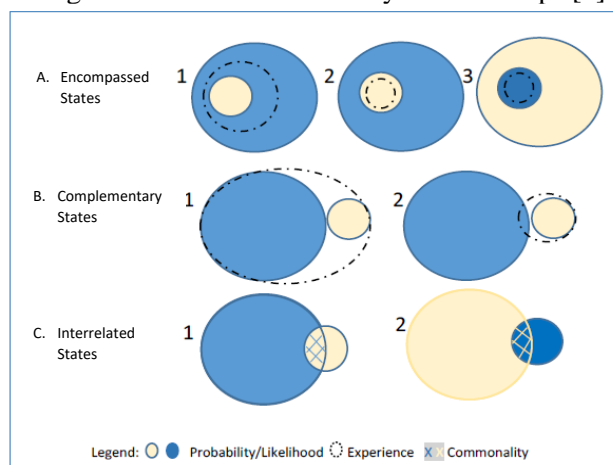 A. Encompassed
States
1
2
3
B. Complementary
States
1
2
C. Interrelated
States
1
2
Legend: Probability/Likelihood Experience X X Commonality